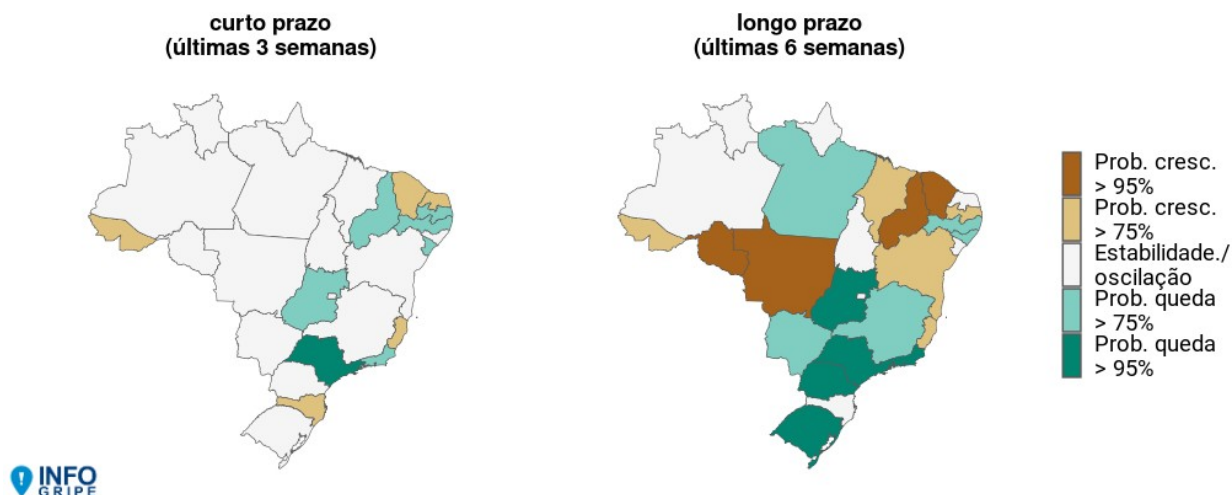 curto prazo
(últimas 3 semanas)
longo prazo
(últimas 6 semanas)
Prob. cresc.
> 95%
Prob. cresc.
> 75%
Estabilidade./
oscilação
Prob. queda
> 75%
Prob. queda
> 95%
INFO
GRIPE